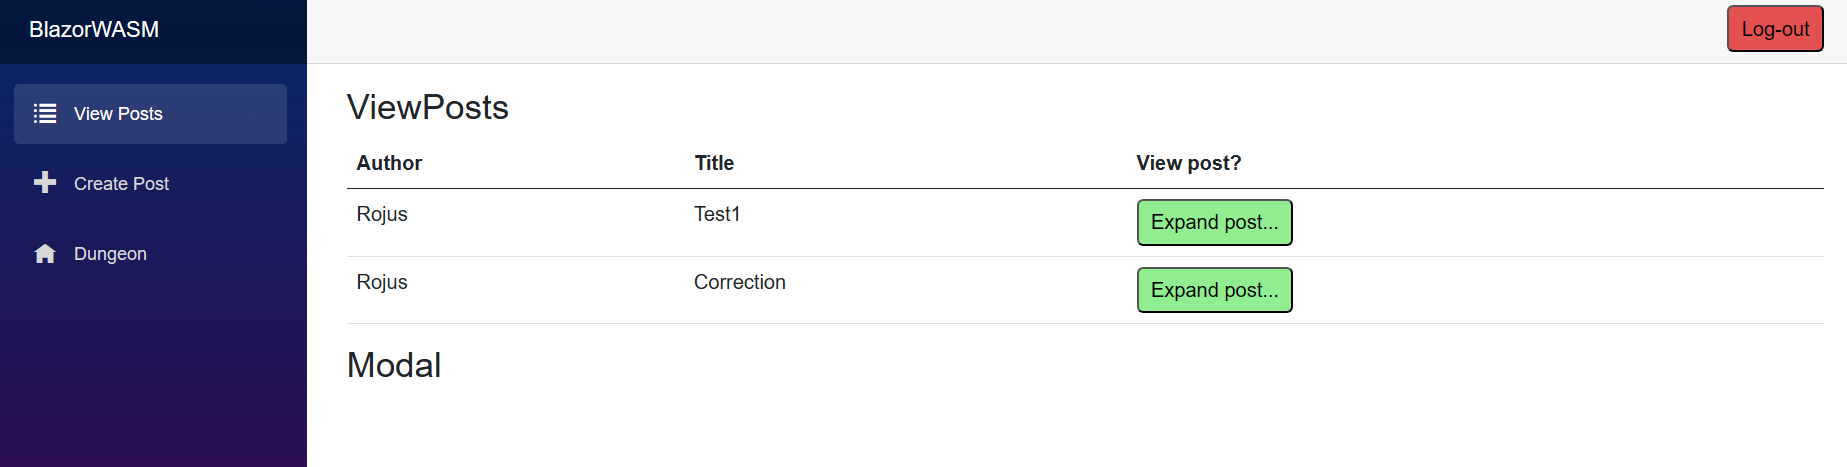 BlazorWASM
Log-out
View Posts
Create Post
Dungeon
ViewPosts
Author Title View post?
Rojus Test1 Expand post...
Rojus Correction Expand post...
Modal